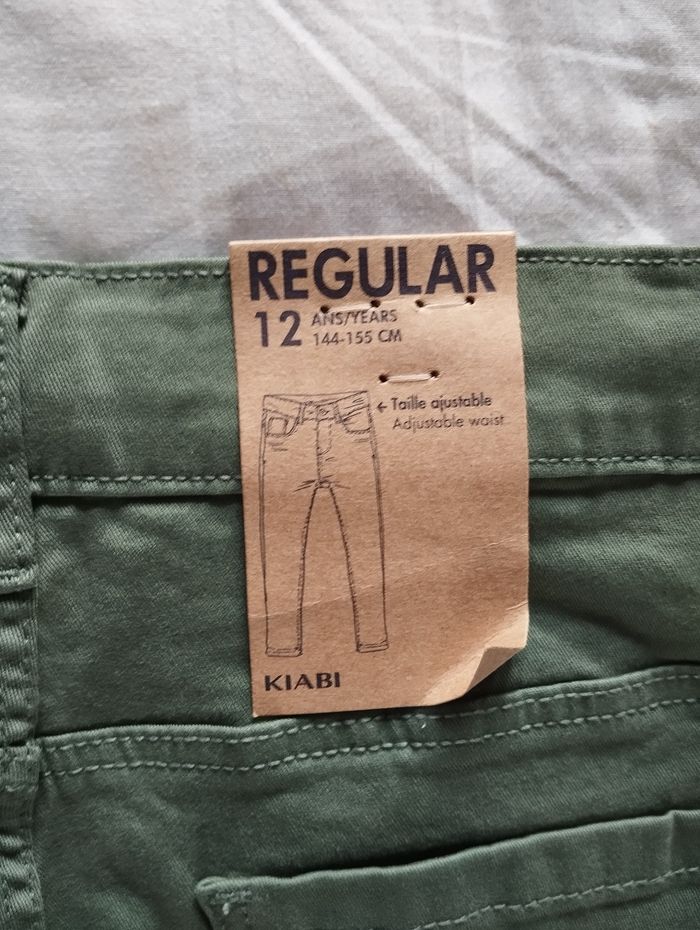 REGULAR
12 ANS/YEARS
144-155 CM
← Taille ajustable
Adjustable waist
KIABI